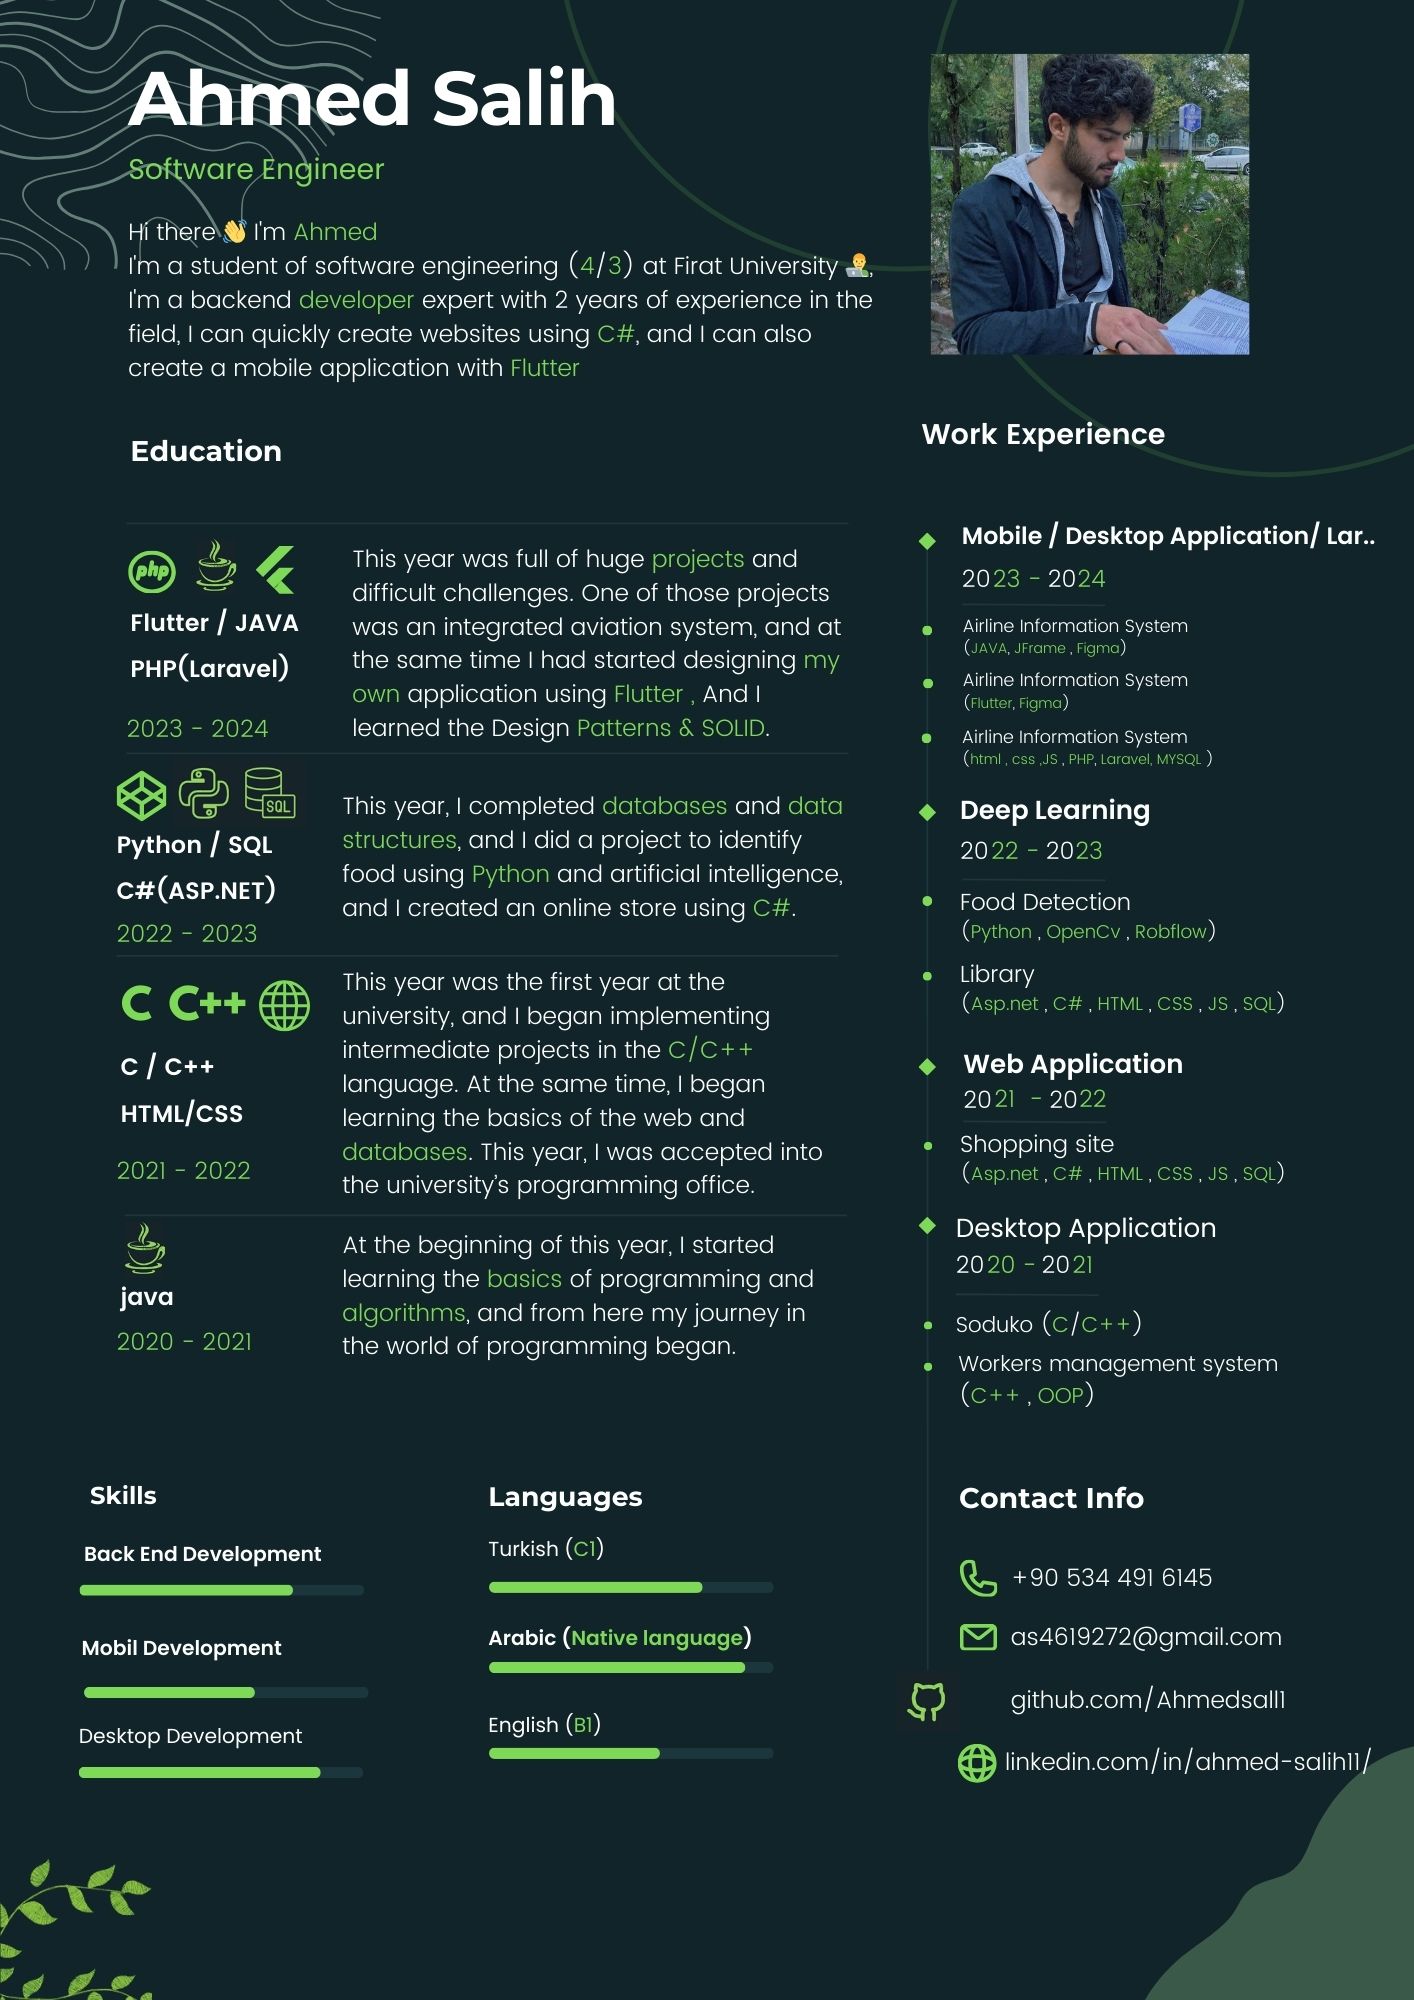 Ahmed Salih
Software Engineer
Hi there 👋 I'm Ahmed
I'm a student of software engineering (4/3) at Firat University 👨‍💻,
I'm a backend developer expert with 2 years of experience in the
field, I can quickly create websites using C#, and I can also
create a mobile application with Flutter
Education
php
Flutter / JAVA
PHP(Laravel)
2023 - 2024
This year was full of huge projects and
difficult challenges. One of those projects
was an integrated aviation system, and at
the same time I had started designing my
own application using Flutter , And I
learned the Design Patterns & SOLID.
SQL
Python / SQL
C#(ASP.NET)
2022 - 2023
This year, I completed databases and data
structures, and I did a project to identify
food using Python and artificial intelligence,
and I created an online store using C#.
C C++
C / C++
HTML/CSS
2021 - 2022
This year was the first year at the
university, and I began implementing
intermediate projects in the C/C++
language. At the same time, I began
learning the basics of the web and
databases. This year, I was accepted into
the university’s programming office.
java
2020 - 2021
At the beginning of this year, I started
learning the basics of programming and
algorithms, and from here my journey in
the world of programming began.
Work Experience
Mobile / Desktop Application/ Lar..
2023 - 2024
Airline Information System
(JAVA, JFrame , Figma)
Airline Information System
(Flutter, Figma)
Airline Information System
(html , css ,JS , PHP, Laravel, MYSQL )
Deep Learning
2022 - 2023
Food Detection
(Python , OpenCv , Robflow)
Library
(Asp.net , C# , HTML , CSS , JS , SQL)
Web Application
2021 - 2022
Shopping site
(Asp.net , C# , HTML , CSS , JS , SQL)
Desktop Application
2020 - 2021
Soduko (C/C++)
Workers management system
(C++ , OOP)
Skills
Back End Development
Mobil Development
Desktop Development
Languages
Turkish (C1)
Arabic (Native language)
English (B1)
Contact Info
+90 534 491 6145
as4619272@gmail.com
github.com/Ahmedsall1
linkedin.com/in/ahmed-salih11/